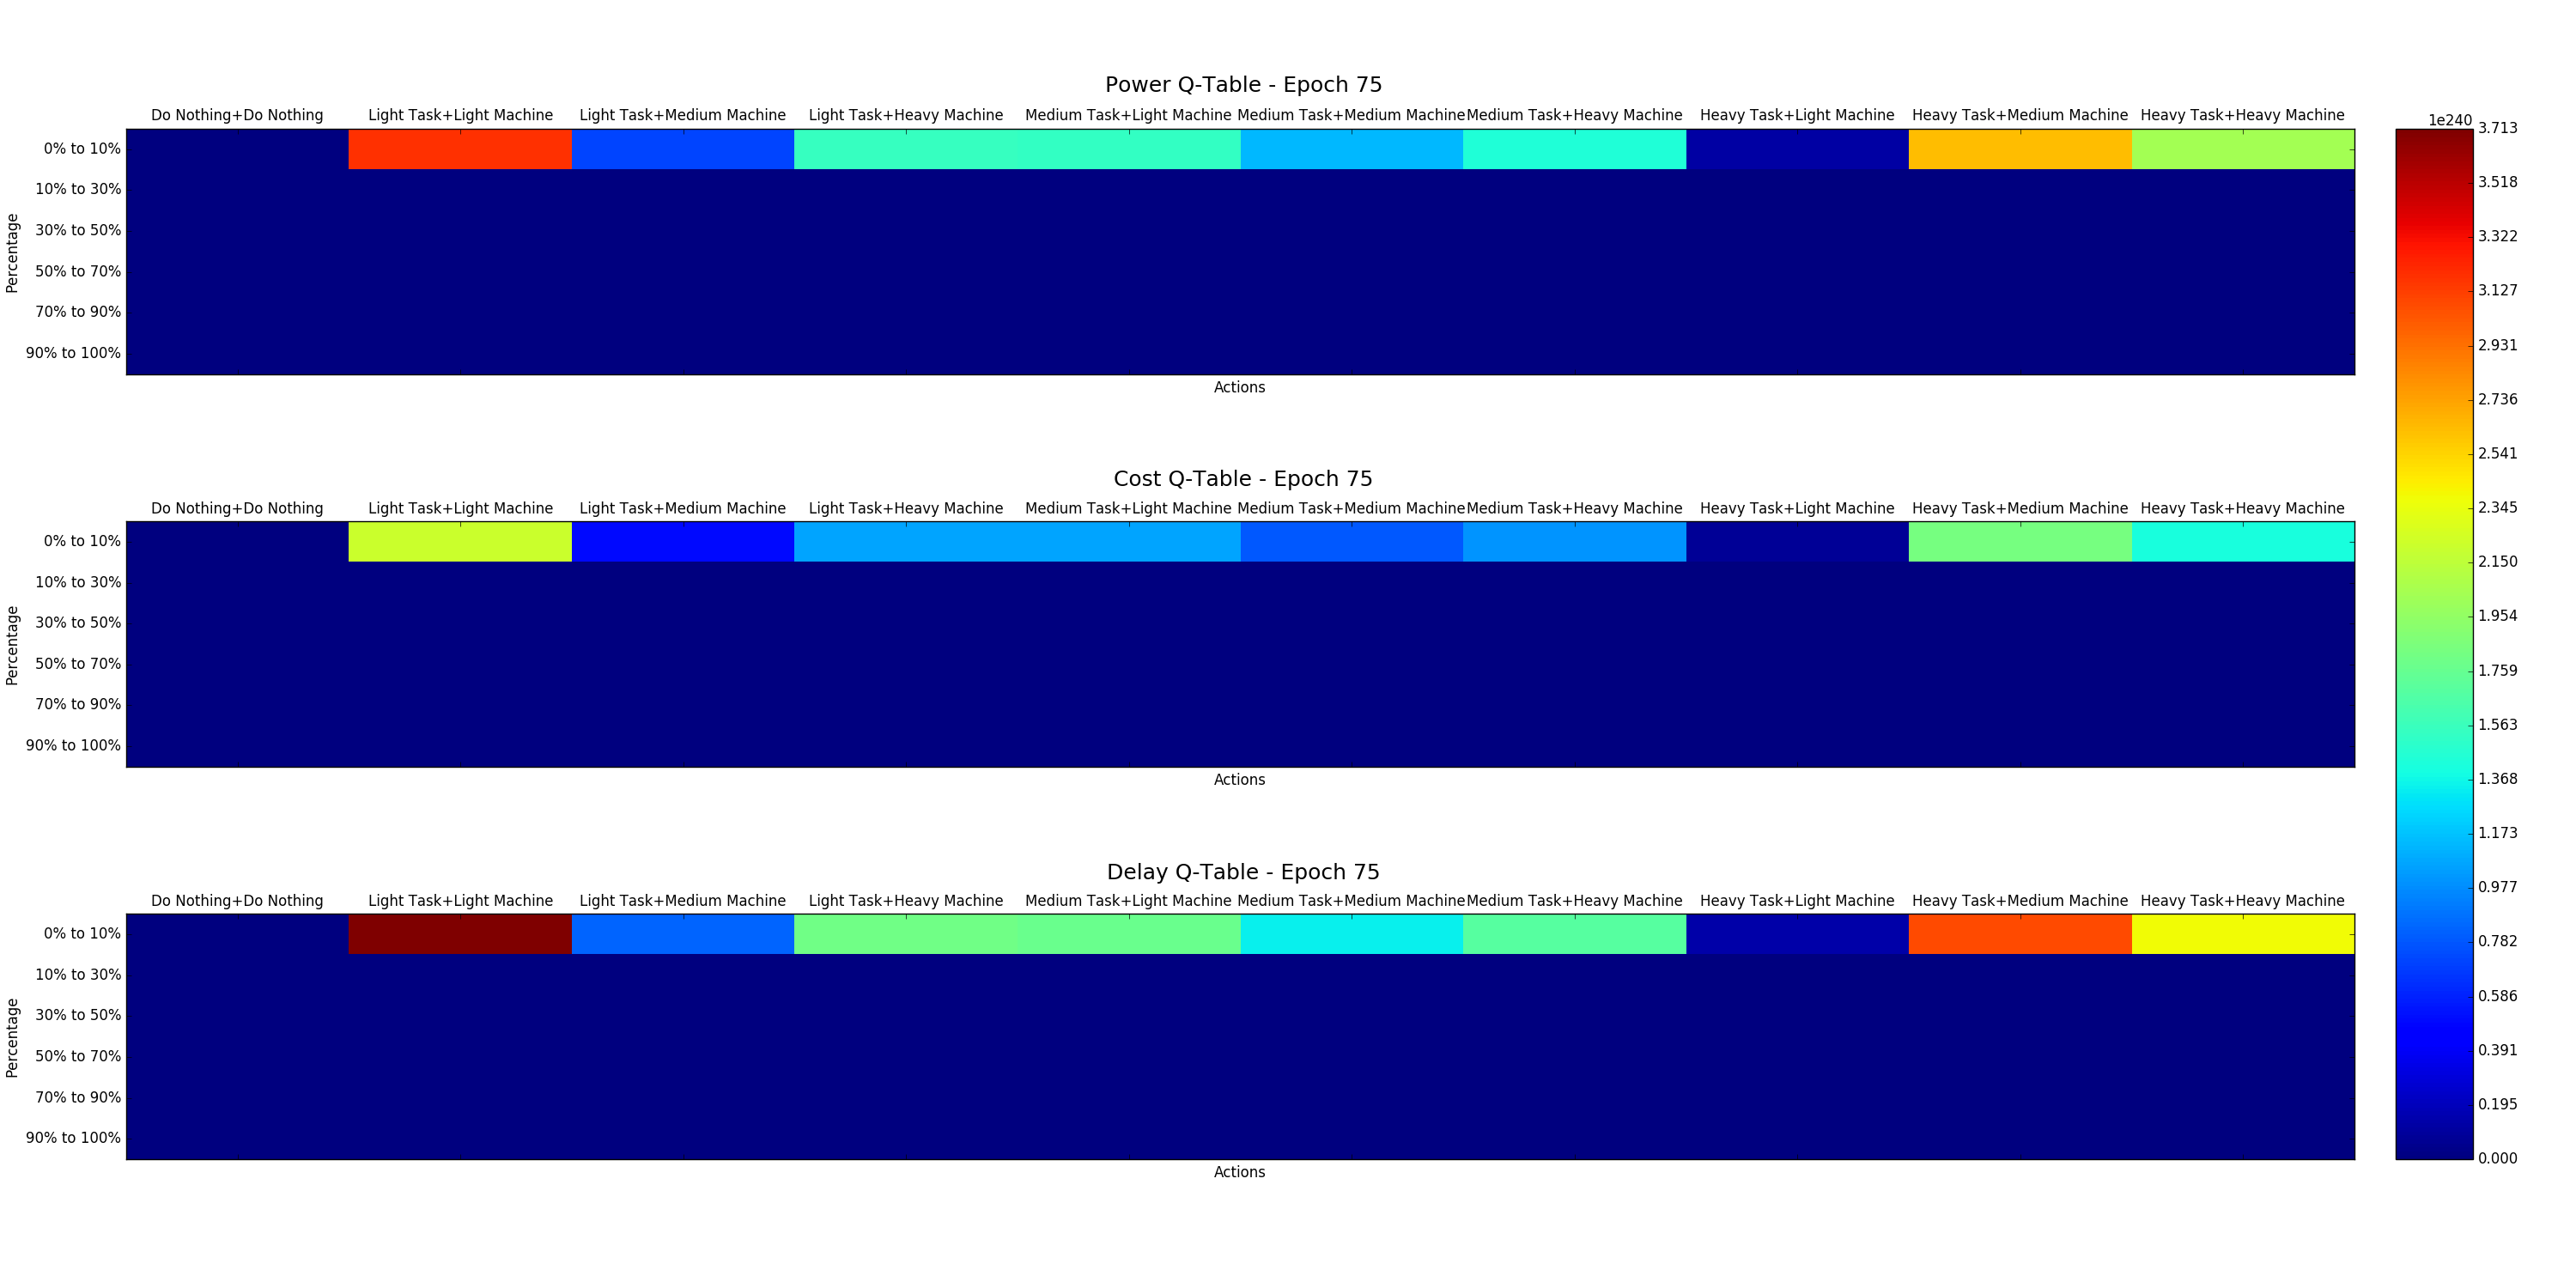 Power Q-Table - Epoch 75
Do Nothing+Do Nothing Light Task+Light Machine Light Task+Medium Machine Light Task+Heavy Machine Medium Task+Light Machine Medium Task+Medium Machine Medium Task+Heavy Machine Heavy Task+Light Machine Heavy Task+Medium Machine Heavy Task+Heavy Machine
0% to 10%
10% to 30%
30% to 50%
50% to 70%
70% to 90%
90% to 100%
Percentage
Actions
Cost Q-Table - Epoch 75
Do Nothing+Do Nothing Light Task+Light Machine Light Task+Medium Machine Light Task+Heavy Machine Medium Task+Light Machine Medium Task+Medium Machine Medium Task+Heavy Machine Heavy Task+Light Machine Heavy Task+Medium Machine Heavy Task+Heavy Machine
0% to 10%
10% to 30%
30% to 50%
50% to 70%
70% to 90%
90% to 100%
Percentage
Actions
Delay Q-Table - Epoch 75
Do Nothing+Do Nothing Light Task+Light Machine Light Task+Medium Machine Light Task+Heavy Machine Medium Task+Light Machine Medium Task+Medium Machine Medium Task+Heavy Machine Heavy Task+Light Machine Heavy Task+Medium Machine Heavy Task+Heavy Machine
0% to 10%
10% to 30%
30% to 50%
50% to 70%
70% to 90%
90% to 100%
Percentage
Actions
1e240
3.713
3.518
3.322
3.127
2.931
2.736
2.541
2.345
2.150
1.954
1.759
1.563
1.368
1.173
0.977
0.782
0.586
0.391
0.195
0.000